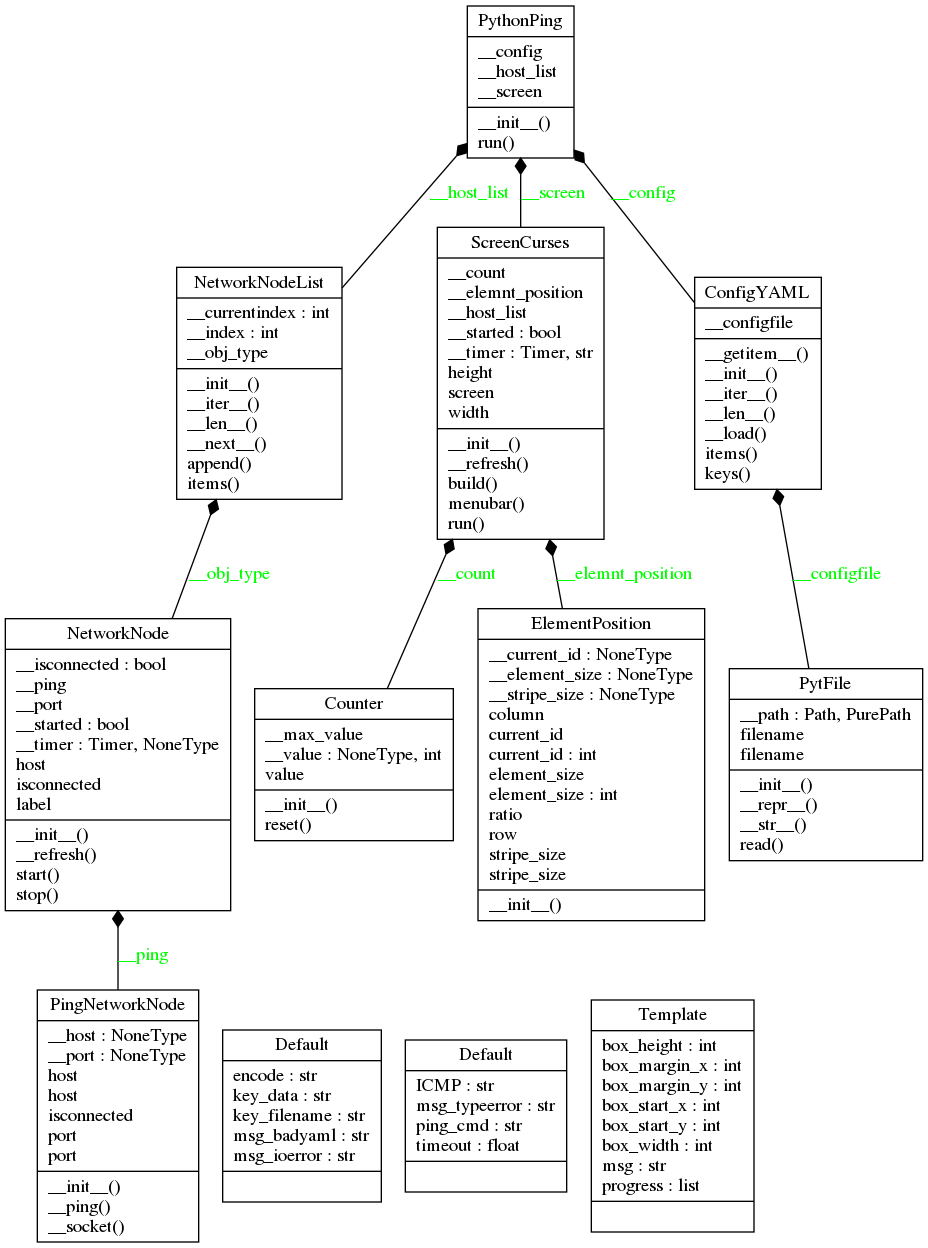 PythonPing
__config
__host_list
__screen
__init__()
run()
__host_list
__screen
__config
NetworkNodeList
__currentindex : int
__index : int
__obj_type
__init__()
__iter__()
__len__()
__next__()
append()
items()
ScreenCurses
__count
__elemnt_position
__host_list
__started : bool
__timer : Timer, str
height
screen
width
__init__()
__refresh()
build()
menubar()
run()
ConfigYAML
__configfile
__getitem__()
__init__()
__iter__()
__len__()
__load()
items()
keys()
__obj_type
__count
__elemnt_position
__configfile
NetworkNode
__isconnected : bool
__ping
__port
__started : bool
__timer : Timer, NoneType
host
isconnected
label
__init__()
__refresh()
start()
stop()
Counter
__max_value
__value : NoneType, int
value
__init__()
reset()
ElementPosition
__current_id : NoneType
__element_size : NoneType
__stripe_size : NoneType
column
current_id
current_id : int
element_size
element_size : int
ratio
row
stripe_size
stripe_size
__init__()
PytFile
__path : Path, PurePath
filename
filename
__init__()
__repr__()
__str__()
read()
__ping
PingNetworkNode
__host : NoneType
__port : NoneType
host
host
isconnected
port
port
__init__()
__ping()
__socket()
Default
encode : str
key_data : str
key_filename : str
msg_badyaml : str
msg_ioerror : str
Default
ICMP : str
msg_typeerror : str
ping_cmd : str
timeout : float
Template
box_height : int
box_margin_x : int
box_margin_y : int
box_start_x : int
box_start_y : int
box_width : int
msg : str
progress : list